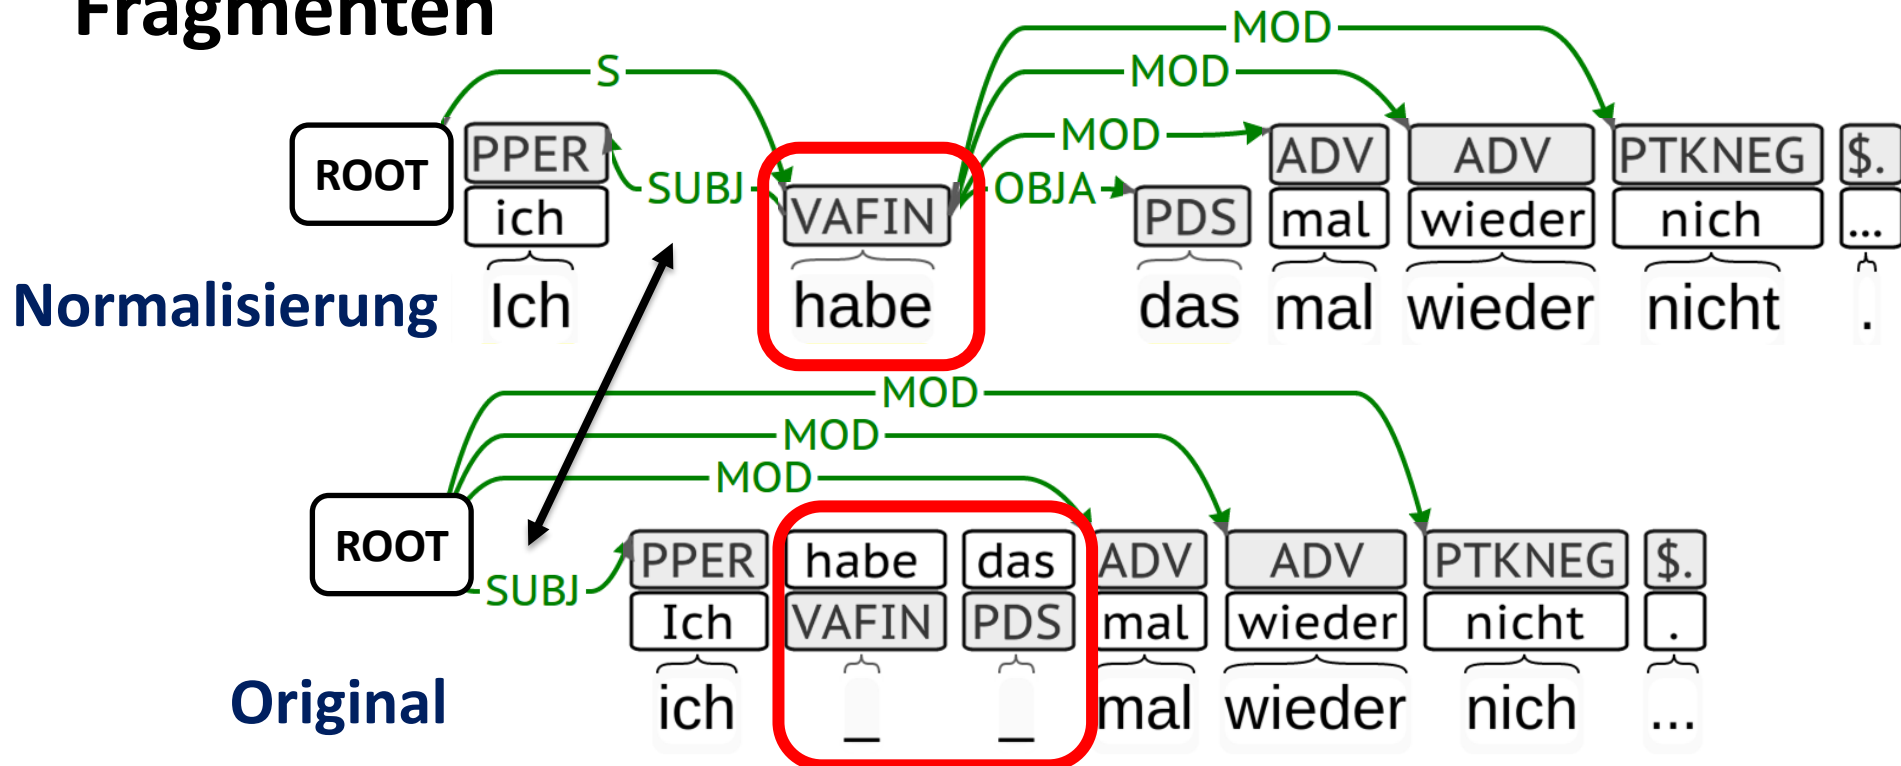 Fragmenten
MOD
S MOD
MOD
ROOT PPER SUBJ VAFIN OBJA PDS ADV ADV PTKNEG $.
ich mal wieder nich ...
Normalisierung Ich habe das mal wieder nicht .
MOD
MOD
MOD
ROOT SUBJ PPER habe das ADV ADV PTKNEG $.
Ich VAFIN PDS mal wieder nicht .
Original ich _ _ mal wieder nich ...